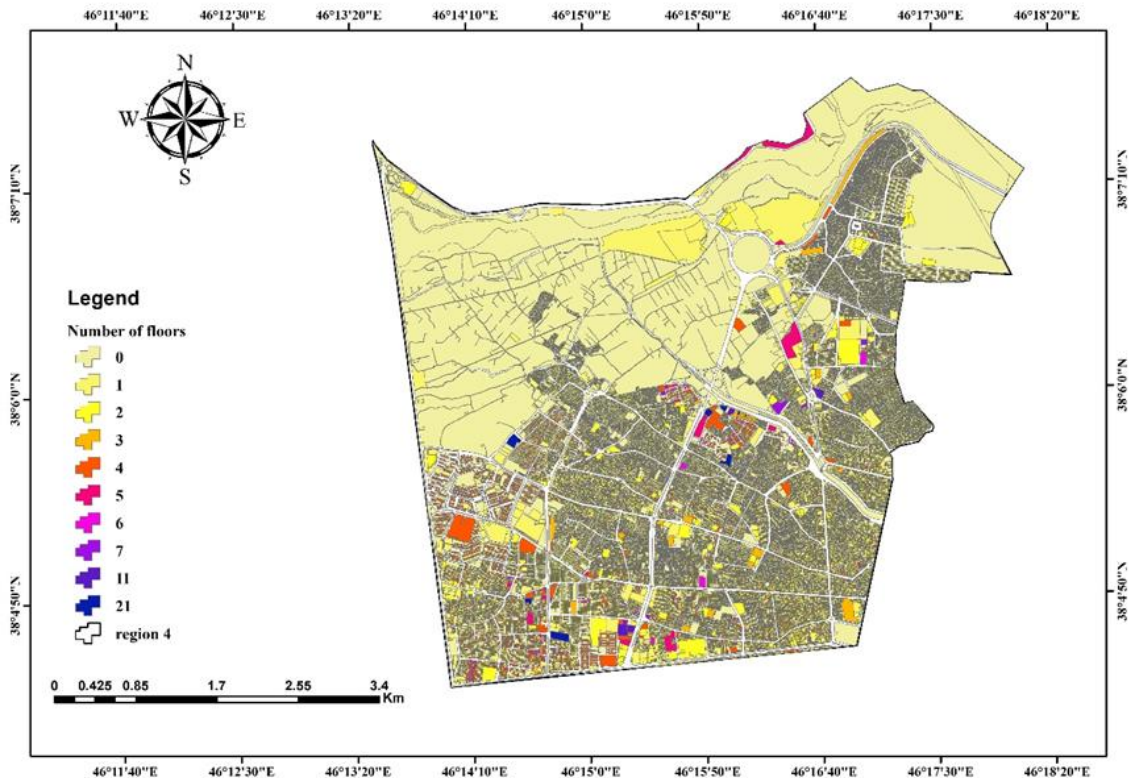 46°11'40"E 46°12'30"E 46°13'20"E 46°14'10"E 46°15'0"E 46°15'50"E 46°16'40"E 46°17'30"E 46°18'20"E
N
W E
S
38°7'10"N 38°7'10"N
Legend
Number of floors
0
1
38°6'0"N 38°6'0"N
2
3
4
5
6
7
11
38°4'50"N 38°4'50"N
21
region 4
0 0.425 0.85 1.7 2.55 3.4
Km
46°11'40"E 46°12'30"E 46°13'20"E 46°14'10"E 46°15'0"E 46°15'50"E 46°16'40"E 46°17'30"E 46°18'20"E